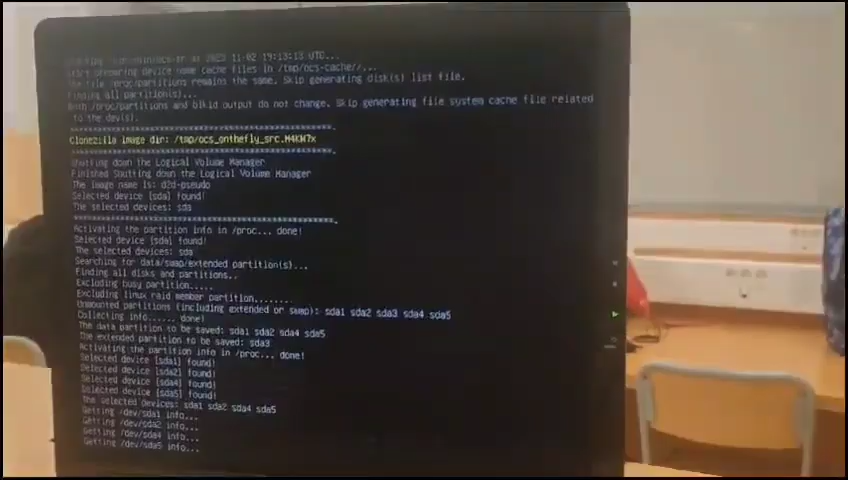 at 2023-11-02 19:13:13 UTC...
Start preparing device name cache files in /tmp/ocs-cache//...
The file /proc/partitions remains the same. Skip generating disk(s) list file.
Finding all partition(s)...
Both /proc/partitions and blkid output do not change. Skip generating file system cache file related
to the dev(s).
Clonezilla image dir: /tmp/ocs_onthefly_src.M4KW7x
Shutting down the Logical Volume Manager
Finished Shutting down the Logical Volume Manager
The image name is: d2d-pseudo
Selected device [sda] found!
The selected devices: sda
Activating the partition info in /proc... done!
Selected device [sda] found!
The selected devices: sda
Searching for data/swap/extended partition(s)...
Finding all disks and partitions..
Excluding busy partition.....
Excluding linux raid member partition.......
Unmounted partitions (including extended or swap): sda1 sda2 sda3 sda4 sda5
Collecting info...... done!
The data partition to be saved: sda1 sda2 sda4 sda5
The extended partition to be saved: sda3
Activating the partition info in /proc... done!
Selected device [sda1] found!
Selected device [sda2] found!
Selected device [sda4] found!
Selected device [sda5] found!
The selected devices: sda1 sda2 sda4 sda5
Getting /dev/sda1 info...
Getting /dev/sda2 info...
Getting /dev/sda4 info...
Getting /dev/sda5 info...